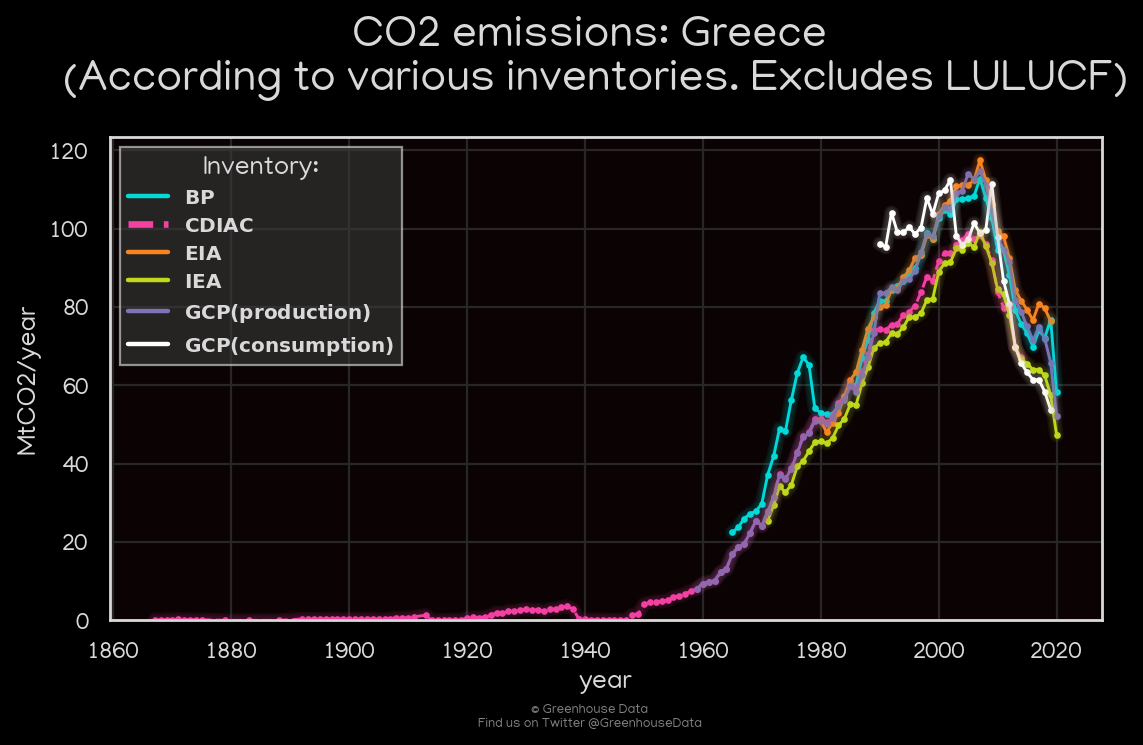 CO2 emissions: Greece
(According to various inventories. Excludes LULUCF)
Inventory:
BP
CDIAC
EIA
IEA
GCP(production)
GCP(consumption)
MtCO2/year
120
100
80
60
40
20
0
1860 1880 1900 1920 1940 1960 1980 2000 2020
year
© Greenhouse Data
Find us on Twitter @GreenhouseData